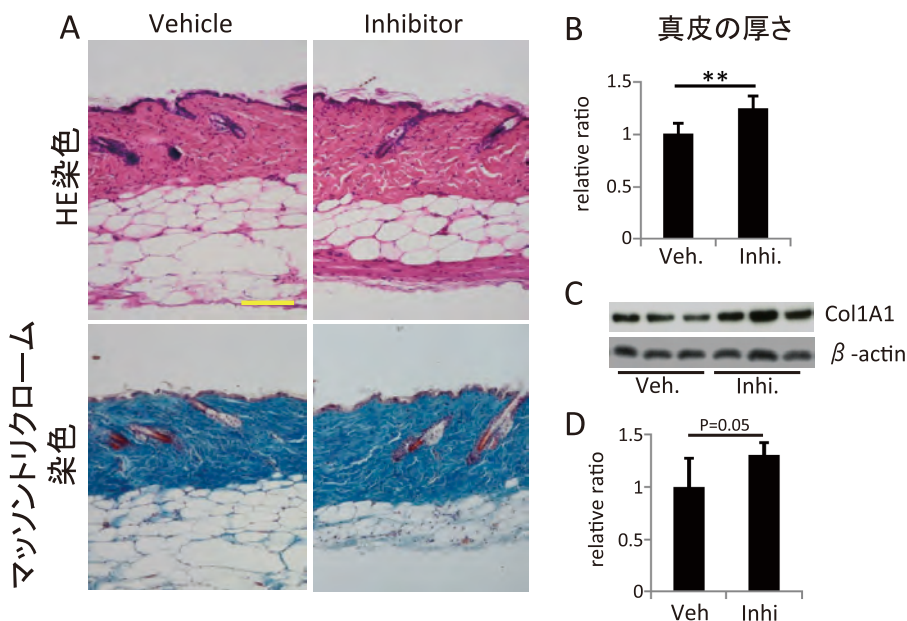 A
Vehicle
Inhibitor
HE染色
マッソントリクローム
染色
B
真皮の厚さ
relative ratio
1.5
1
0.5
0
**
Veh.
Inhi.
C
Col1A1
β-actin
Veh.
Inhi.
D
relative ratio
1.5
1
0.5
0
P=0.05
Veh
Inhi